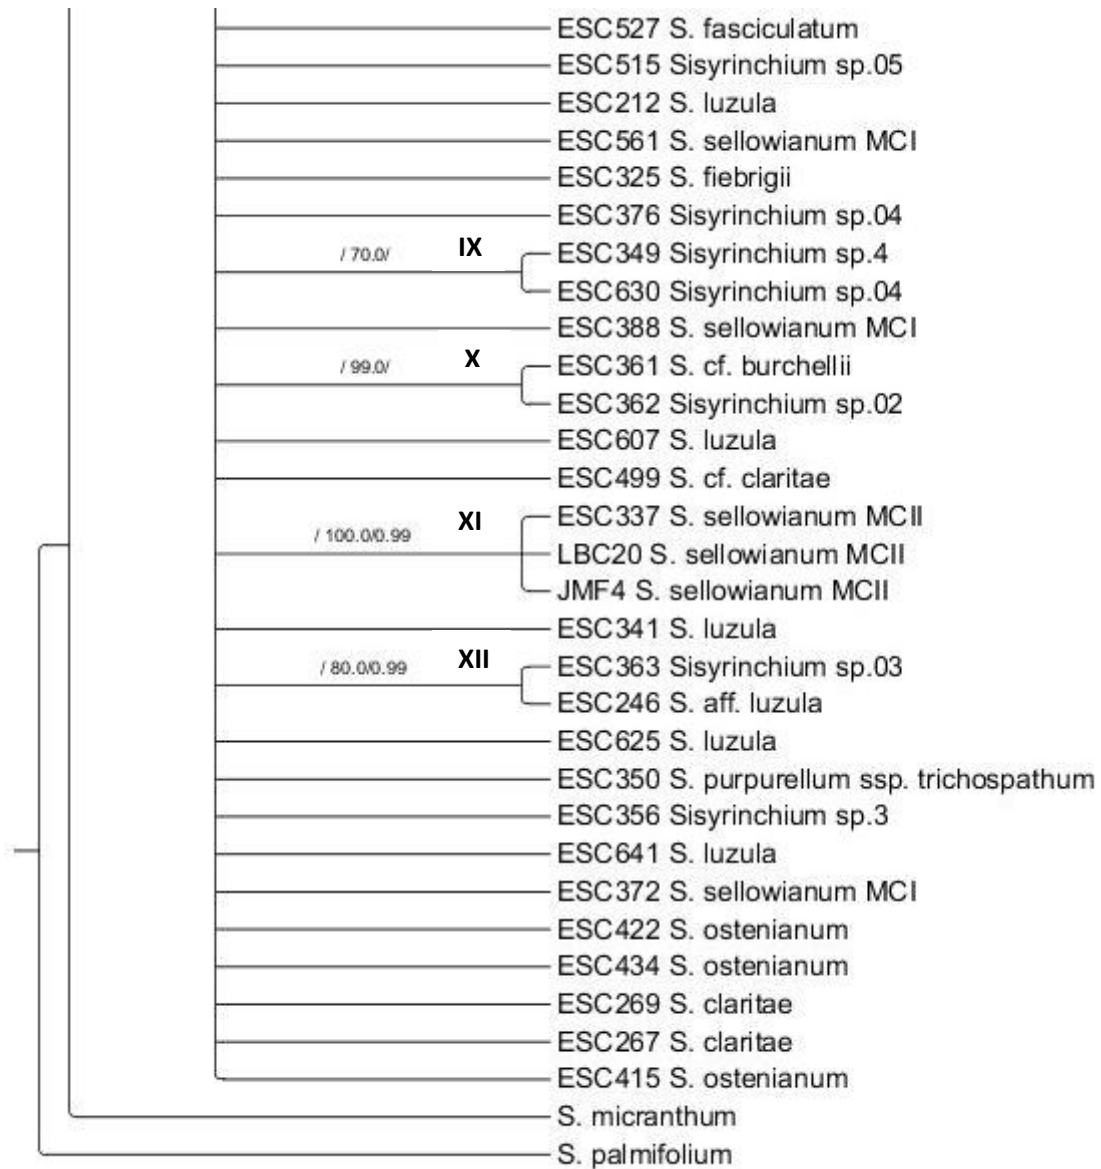 ESC527 S. fasciculatum
ESC515 Sisyrinchium sp.05
ESC212 S. luzula
ESC561 S. sellowianum MCI
ESC325 S. fiebrigii
ESC376 Sisyrinchium sp.04
/ 70.0/ IX ESC349 Sisyrinchium sp.4
ESC630 Sisyrinchium sp.04
ESC388 S. sellowianum MCI
/ 99.0/ X ESC361 S. cf. burchellii
ESC362 Sisyrinchium sp.02
ESC607 S. luzula
ESC499 S. cf. claritae
XI ESC337 S. sellowianum MCII
/ 100.0/0.99 LBC20 S. sellowianum MCII
JMF4 S. sellowianum MCII
ESC341 S. luzula
/ 80.0/0.99 XII ESC363 Sisyrinchium sp.03
ESC246 S. aff. luzula
ESC625 S. luzula
ESC350 S. purpurellum ssp. trichospathum
ESC356 Sisyrinchium sp.3
ESC641 S. luzula
ESC372 S. sellowianum MCI
ESC422 S. ostenianum
ESC434 S. ostenianum
ESC269 S. claritae
ESC267 S. claritae
ESC415 S. ostenianum
S. micranthum
S. palmifolium